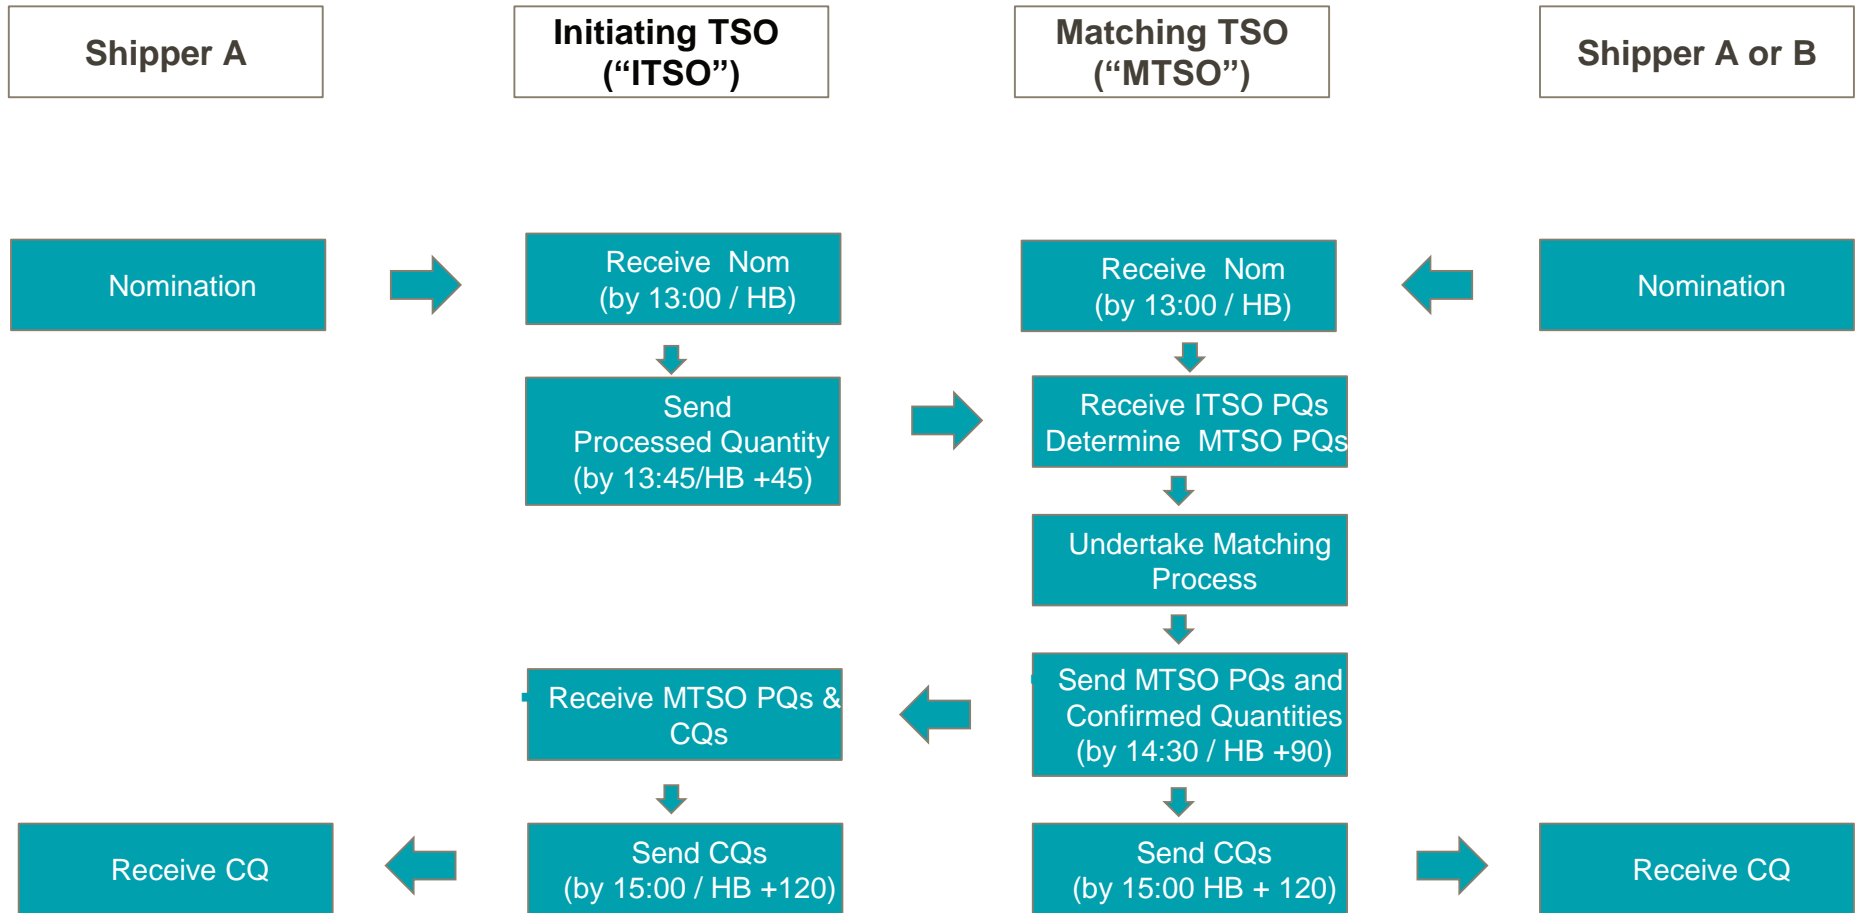 Shipper A
Initiating TSO
(“ITSO”)
Matching TSO
(“MTSO”)
Shipper A or B
Nomination
Receive Nom
(by 13:00 / HB)
Receive Nom
(by 13:00 / HB)
Nomination
Send
Processed Quantity
(by 13:45/HB +45)
Receive ITSO PQs
Determine MTSO PQs
Undertake Matching
Process
Receive MTSO PQs &
CQs
Send MTSO PQs and
Confirmed Quantities
(by 14:30 / HB +90)
Receive CQ
Send CQs
(by 15:00 / HB +120)
Send CQs
(by 15:00 HB + 120)
Receive CQ